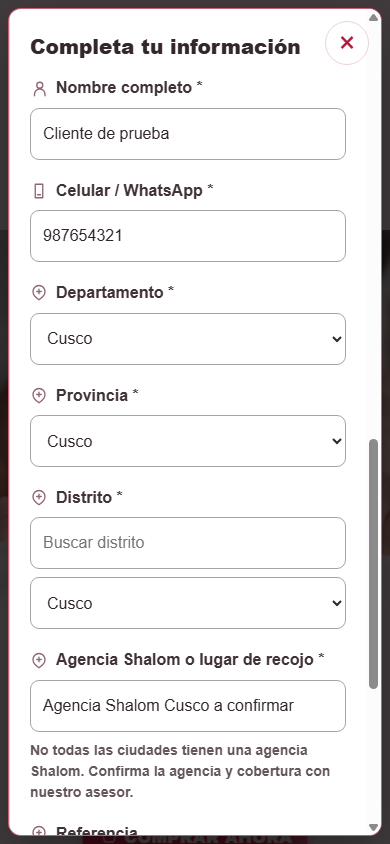 Completa tu información
Nombre completo *
Cliente de prueba
Celular / WhatsApp *
987654321
Departamento *
Cusco
Provincia *
Cusco
Distrito *
Buscar distrito
Cusco
Agencia Shalom o lugar de recojo *
Agencia Shalom Cusco a confirmar
No todas las ciudades tienen una agencia
Shalom. Confirma la agencia y cobertura con
nuestro asesor.
Referencia
COMPRAR AHORA